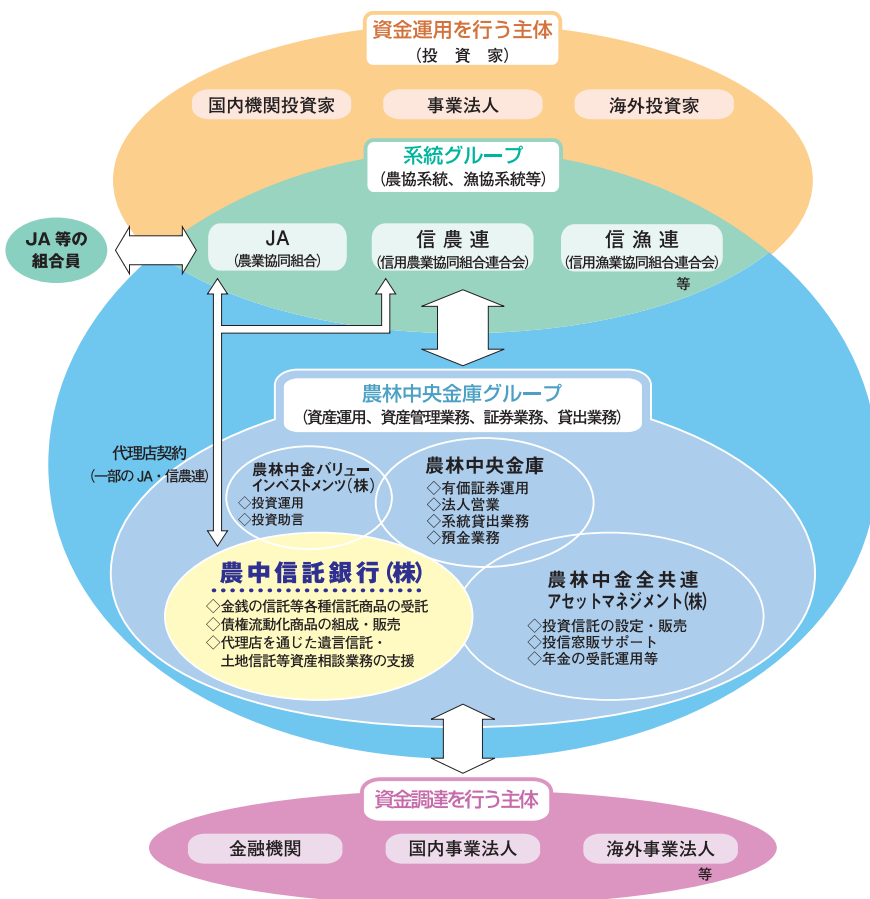 資金運用を行う主体
(投 資 家)
国内機関投資家
事業法人
海外投資家
系統グループ
(農協系統、漁協系統等)
JA等の
組合員
JA
(農業協同組合)
信農連
(信用農業協同組合連合会)
信漁連
(信用漁業協同組合連合会)
等
農林中央金庫グループ
(資産運用、資産管理業務、証券業務、貸出業務)
代理店契約
(一部のJA・信農連)
農林中金バリュー
インベストメンツ(株)
◇投資運用
◇投資助言
農林中央金庫
◇有価証券運用
◇法人営業
◇系統貸出業務
◇預金業務
農中信託銀行(株)
◇金銭の信託等各種信託商品の受託
◇債権流動化商品の組成・販売
◇代理店を通じた遺言信託・
土地信託等資産相談業務の支援
農林中金全共連
アセットマネジメント(株)
◇投資信託の設定・販売
◇投信窓販サポート
◇年金の受託運用等
資金調達を行う主体
金融機関
国内事業法人
海外事業法人
等